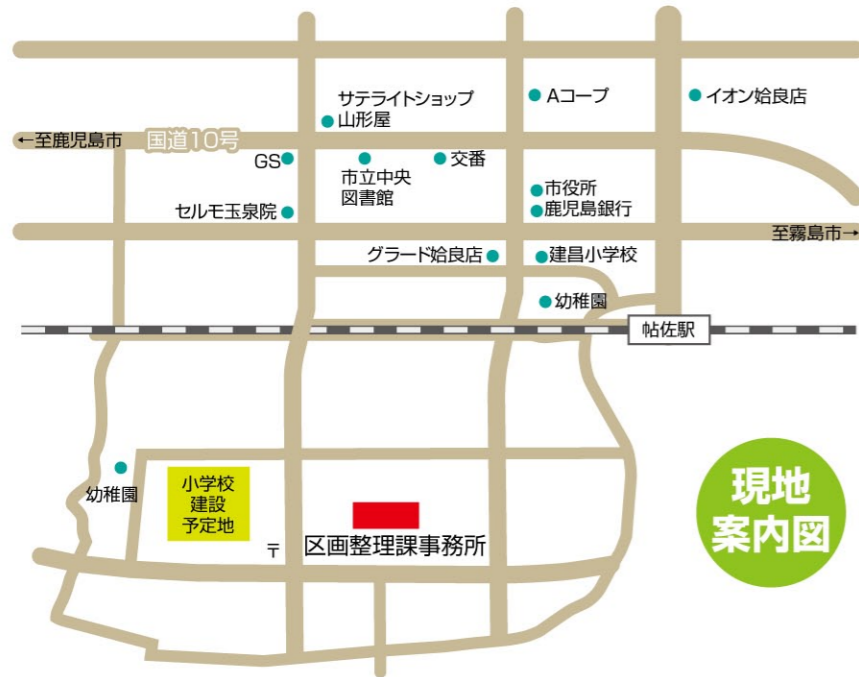 サテライトショップ
山形屋
Aコープ
イオン姶良店
←至鹿児島市
国道10号
GS
市立中央
図書館
交番
市役所
鹿児島銀行
セルモ玉泉院
至霧島市→
グラード姶良店
建昌小学校
幼稚園
帖佐駅
幼稚園
小学校
建設
予定地
〒
区画整理課事務所
現地
案内図